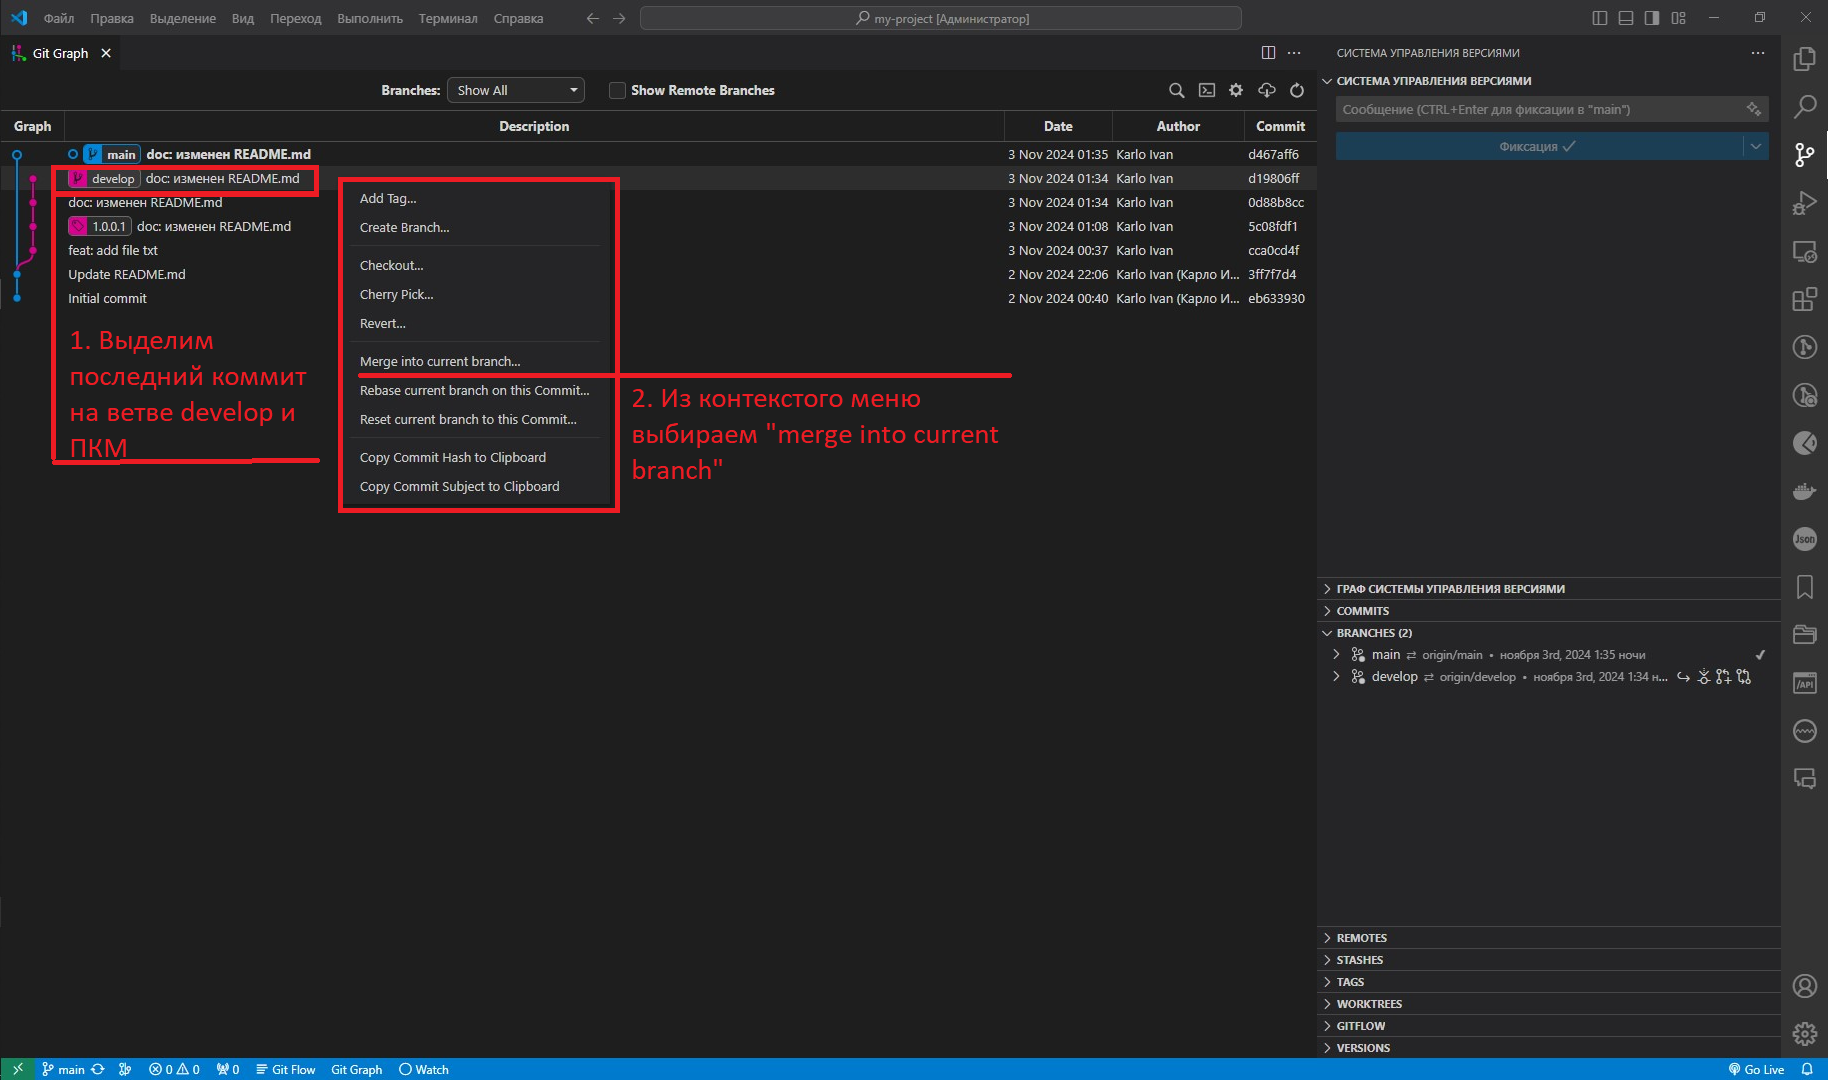 Файл Правка Выделение Вид Переход Выполнить Терминал Справка
my-project [Администратор]
Git Graph
СИСТЕМА УПРАВЛЕНИЯ ВЕРСИЯМИ
СИСТЕМА УПРАВЛЕНИЯ ВЕРСИЯМИ
Branches: Show All Show Remote Branches
Сообщение (CTRL+Enter для фиксации в "main")
Фиксация
Graph Description Date Author Commit
main doc: изменен README.md 3 Nov 2024 01:35 Karlo Ivan d467aff6
develop doc: изменен README.md 3 Nov 2024 01:34 Karlo Ivan d19806ff
doc: изменен README.md 3 Nov 2024 01:34 Karlo Ivan 0d88b8cc
1.0.0.1 doc: изменен README.md 3 Nov 2024 01:08 Karlo Ivan 5c08fdf1
feat: add file txt 3 Nov 2024 00:37 Karlo Ivan cca0cd4f
Update README.md 2 Nov 2024 22:06 Karlo Ivan (Карло И... 3ff7f7d4
Initial commit 2 Nov 2024 00:40 Karlo Ivan (Карло И... eb633930
1. Выделим
последний коммит
на ветве develop и
ПКМ
Add Tag...
Create Branch...
Checkout...
Cherry Pick...
Revert...
Merge into current branch...
Rebase current branch on this Commit...
Reset current branch to this Commit...
Copy Commit Hash to Clipboard
Copy Commit Subject to Clipboard
2. Из контекстого меню
выбираем "merge into current
branch"
ГРАФ СИСТЕМЫ УПРАВЛЕНИЯ ВЕРСИЯМИ
COMMITS
BRANCHES (2)
main ⇄ origin/main • ноября 3rd, 2024 1:35 ночи
develop ⇄ origin/develop • ноября 3rd, 2024 1:34 н...
REMOTES
STASHES
TAGS
WORKTREES
GITFLOW
VERSIONS
Json
/API
main 0 0 0 Git Flow Git Graph Watch Go Live